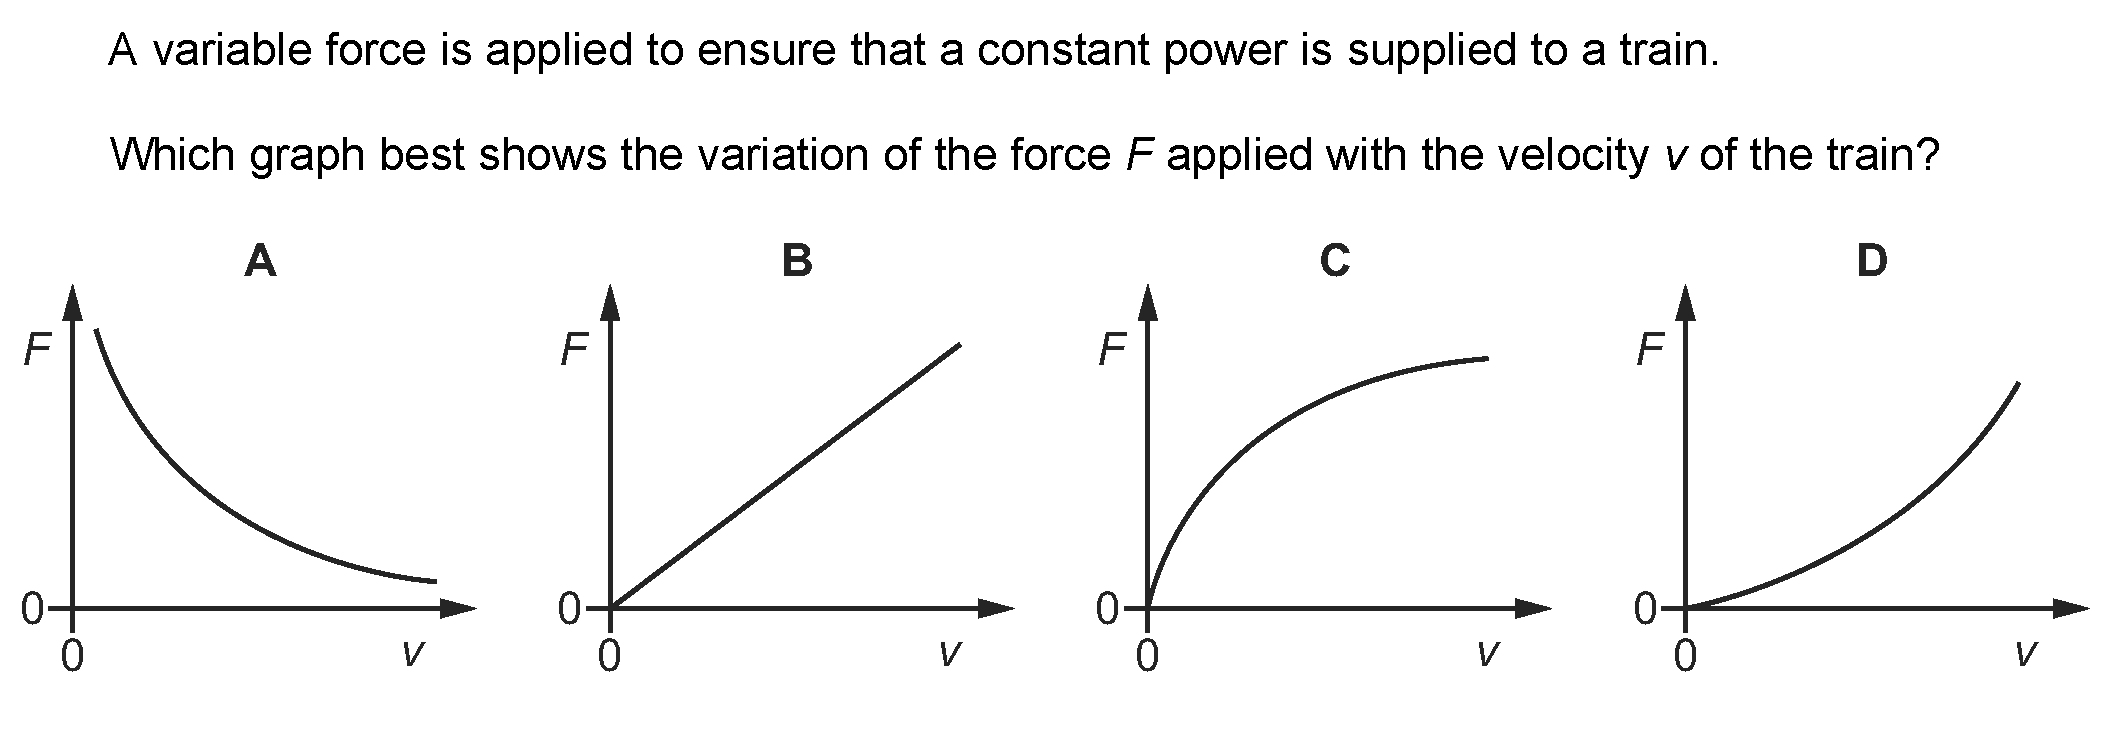 A variable force is applied to ensure that a constant power is supplied to a train.
Which graph best shows the variation of the force F applied with the velocity v of the train?
A
B
C
D
F
F
F
F
0
0
0
0
0
v
0
v
0
v
0
v